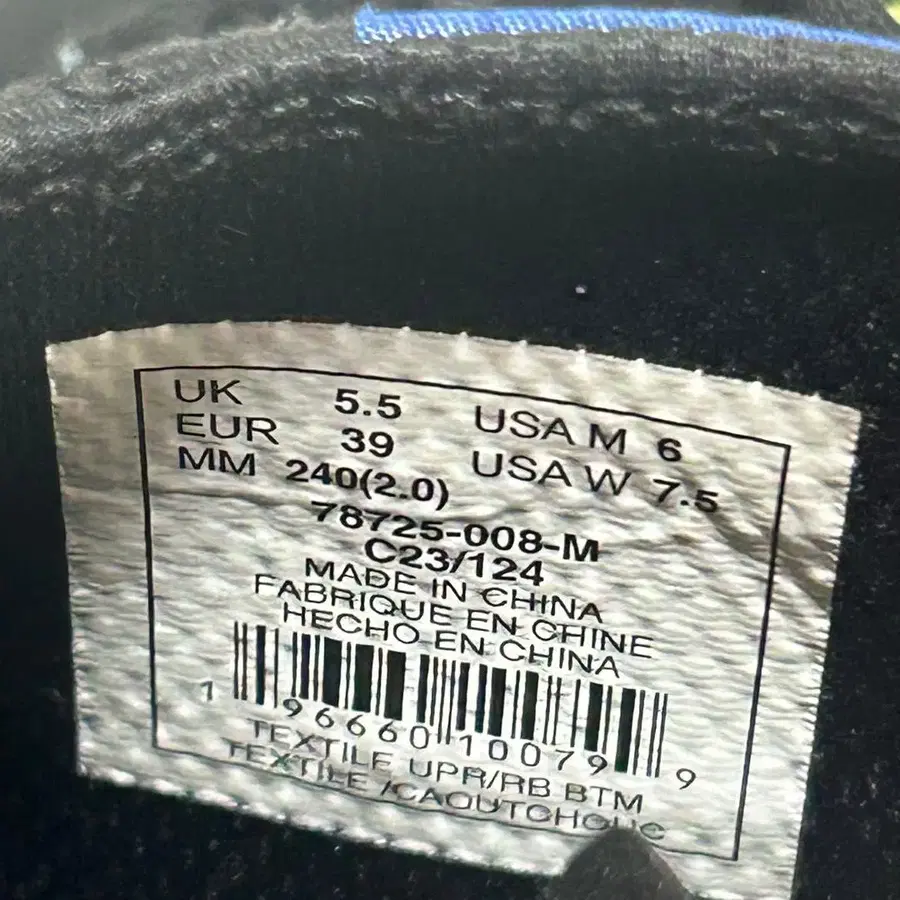 UK 5.5 USA M 6
EUR 39 USA W 7.5
MM 240(2.0)
78725-008-M
C23/124
MADE IN CHINA
FABRIQUE EN CHINE
HECHO EN CHINA
1 96660 10079 9
TEXTILE UPR/RB BTM
TEXTILE /CAOUTCHOUC